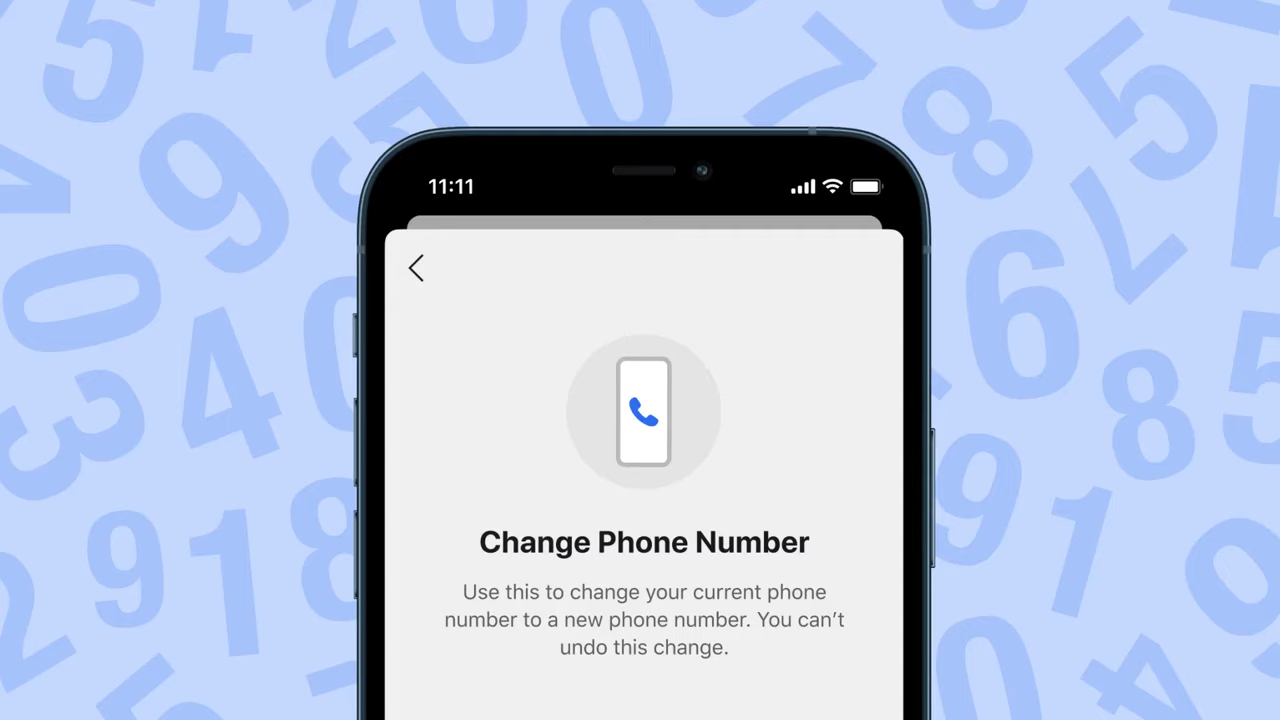 11:11
Change Phone Number
Use this to change your current phone
number to a new phone number. You can’t
undo this change.